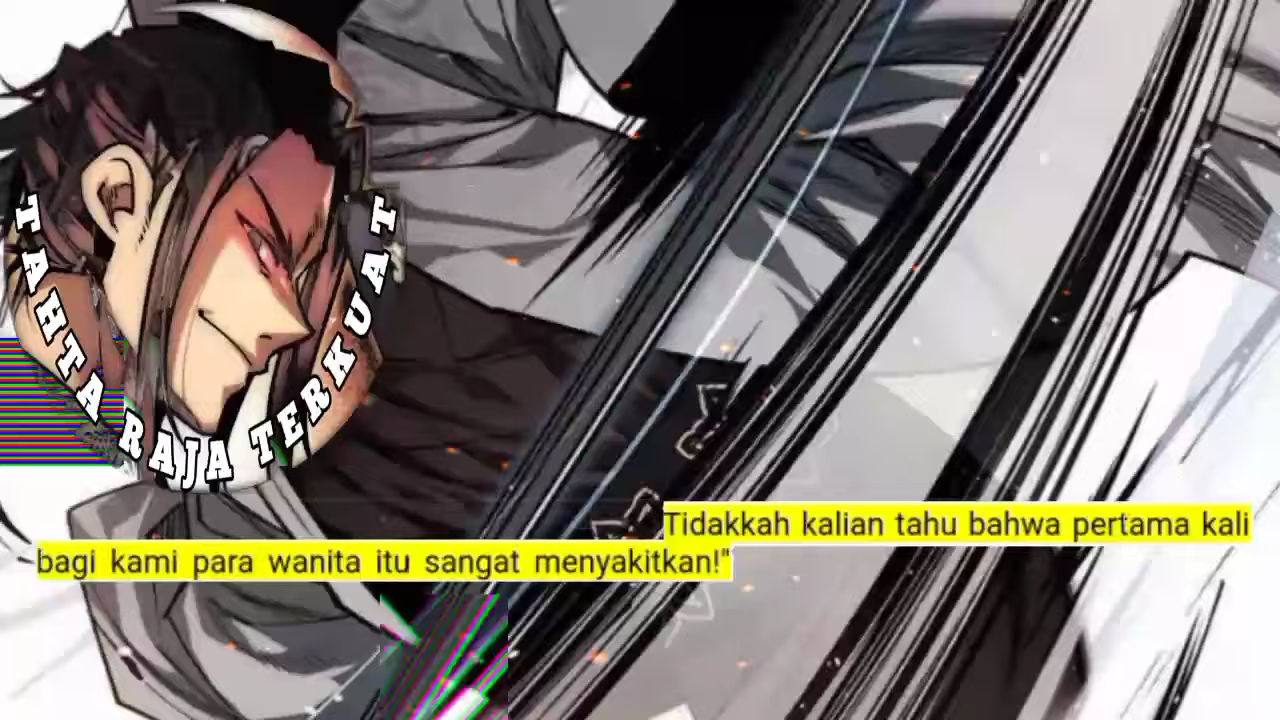 TAHTA RAJA TERKUAT
Tidakkah kalian tahu bahwa pertama kali
bagi kami para wanita itu sangat menyakitkan!"